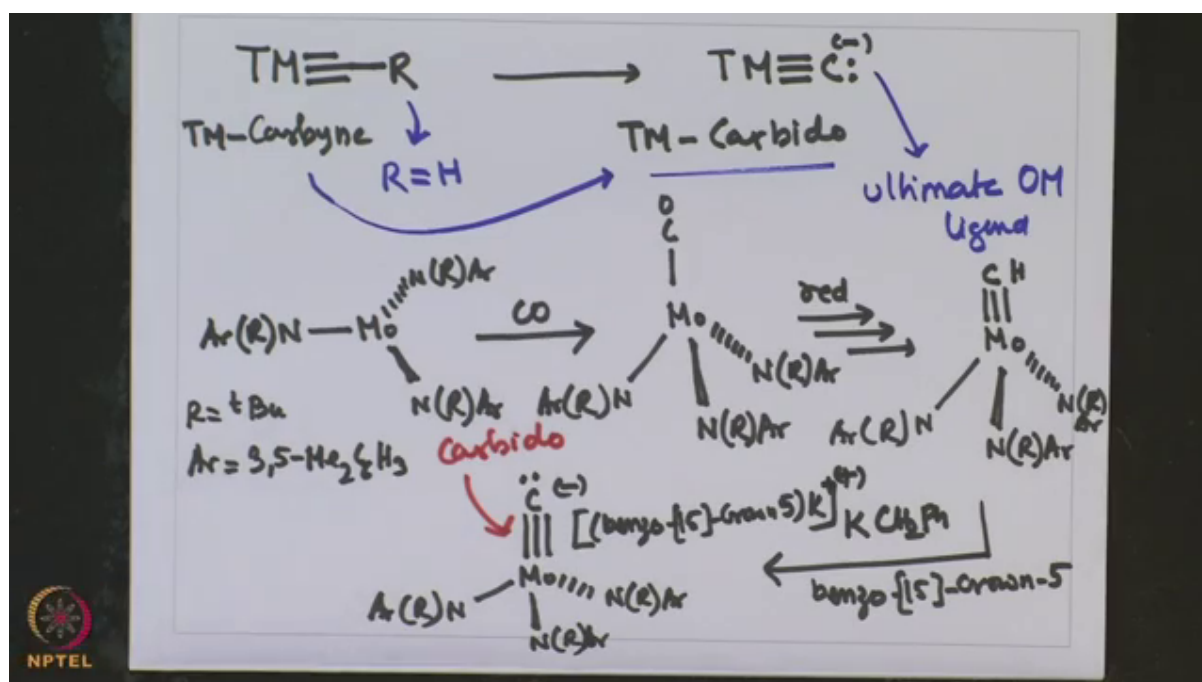 TM≡—R ⟶ TM≡C:(−)
TM–Carbyne
R=H
TM–Carbido
ultimate OM
ligand
Ar(R)N—Mo
N(R)Ar
N(R)Ar
CO
O
C
Mo
Ar(R)N
N(R)Ar
N(R)Ar
red
CH
Mo
Ar(R)N
N(R)Ar
N(R)Ar
R=tBu
Ar=3,5-Me2C6H3
Carbido
C(−)
Mo
Ar(R)N
N(R)Ar
N(R)Ar
[(benzo-[15]-Crown-5)K]+(+)
KCH2Ph
benzo-[15]-Crown-5
NPTEL